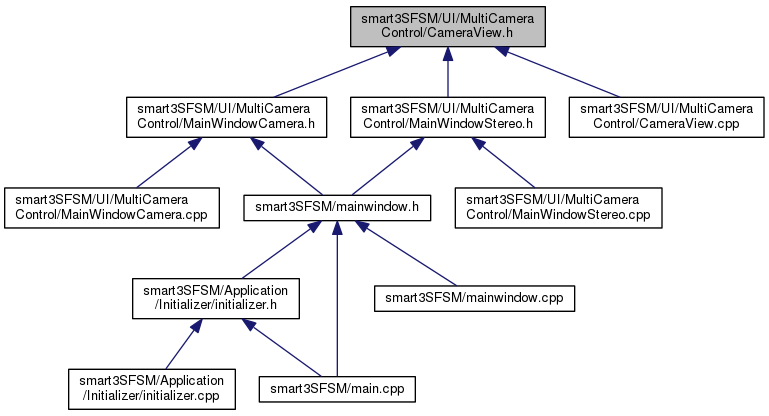 smart3SFSM/UI/MultiCamera
Control/CameraView.h
smart3SFSM/UI/MultiCamera
Control/MainWindowCamera.h
smart3SFSM/UI/MultiCamera
Control/MainWindowStereo.h
smart3SFSM/UI/MultiCamera
Control/CameraView.cpp
smart3SFSM/UI/MultiCamera
Control/MainWindowCamera.cpp
smart3SFSM/mainwindow.h
smart3SFSM/UI/MultiCamera
Control/MainWindowStereo.cpp
smart3SFSM/Application
/Initializer/initializer.h
smart3SFSM/mainwindow.cpp
smart3SFSM/Application
/Initializer/initializer.cpp
smart3SFSM/main.cpp